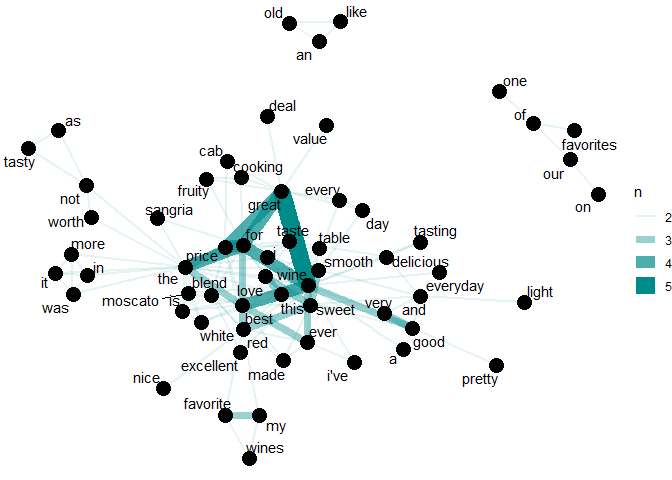 old
like
an
one
of
favorites
our
on
deal
value
as
tasty
not
worth
cab
cooking
fruity
great
every
sangria
day
for
taste
table
tasting
price
i
smooth
delicious
more
the
wine
everyday
it
in
was
blend
love
moscato
is
this
sweet
very
and
light
best
white
red
ever
good
excellent
made
i've
a
pretty
nice
favorite
my
wines
n
2
3
4
5